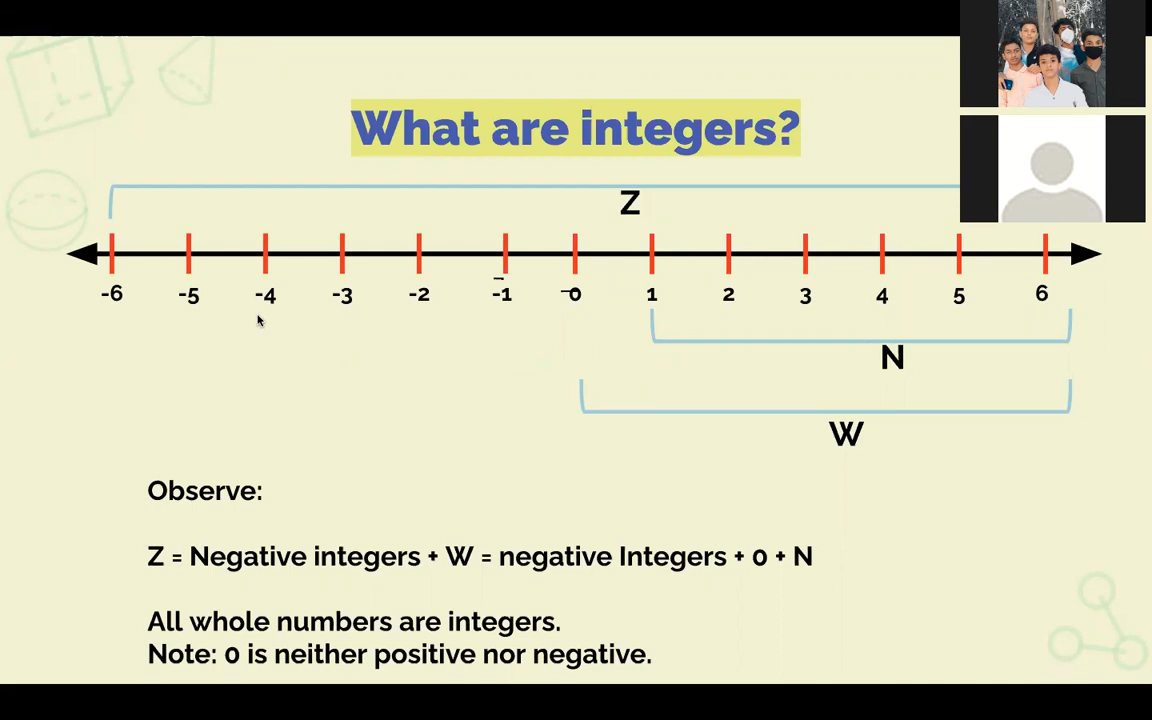 What are integers?
Z
-6 -5 -4 -3 -2 -1 0 1 2 3 4 5 6
N
W
Observe:
Z = Negative integers + W = negative Integers + 0 + N
All whole numbers are integers.
Note: 0 is neither positive nor negative.